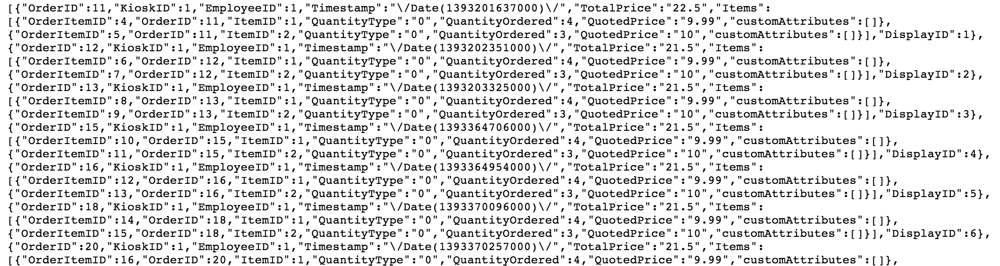 [{"OrderID":11,"KioskID":1,"EmployeeID":1,"Timestamp":"\/Date(1393201637000)\/","TotalPrice":"22.5","Items":
[{"OrderItemID":4,"OrderID":11,"ItemID":1,"QuantityType":"0","QuantityOrdered":4,"QuotedPrice":"9.99","customAttributes":[]},
{"OrderItemID":5,"OrderID":11,"ItemID":2,"QuantityType":"0","QuantityOrdered":3,"QuotedPrice":"10","customAttributes":[]}],"DisplayID":1},
{"OrderID":12,"KioskID":1,"EmployeeID":1,"Timestamp":"\/Date(1393202351000)\/","TotalPrice":"21.5","Items":
[{"OrderItemID":6,"OrderID":12,"ItemID":1,"QuantityType":"0","QuantityOrdered":4,"QuotedPrice":"9.99","customAttributes":[]},
{"OrderItemID":7,"OrderID":12,"ItemID":2,"QuantityType":"0","QuantityOrdered":3,"QuotedPrice":"10","customAttributes":[]}],"DisplayID":2},
{"OrderID":13,"KioskID":1,"EmployeeID":1,"Timestamp":"\/Date(1393203325000)\/","TotalPrice":"21.5","Items":
[{"OrderItemID":8,"OrderID":13,"ItemID":1,"QuantityType":"0","QuantityOrdered":4,"QuotedPrice":"9.99","customAttributes":[]},
{"OrderItemID":9,"OrderID":13,"ItemID":2,"QuantityType":"0","QuantityOrdered":3,"QuotedPrice":"10","customAttributes":[]}],"DisplayID":3},
{"OrderID":15,"KioskID":1,"EmployeeID":1,"Timestamp":"\/Date(1393364706000)\/","TotalPrice":"21.5","Items":
[{"OrderItemID":10,"OrderID":15,"ItemID":1,"QuantityType":"0","QuantityOrdered":4,"QuotedPrice":"9.99","customAttributes":[]},
{"OrderItemID":11,"OrderID":15,"ItemID":2,"QuantityType":"0","QuantityOrdered":3,"QuotedPrice":"10","customAttributes":[]}],"DisplayID":4},
{"OrderID":16,"KioskID":1,"EmployeeID":1,"Timestamp":"\/Date(1393364954000)\/","TotalPrice":"21.5","Items":
[{"OrderItemID":12,"OrderID":16,"ItemID":1,"QuantityType":"0","QuantityOrdered":4,"QuotedPrice":"9.99","customAttributes":[]},
{"OrderItemID":13,"OrderID":16,"ItemID":2,"QuantityType":"0","QuantityOrdered":3,"QuotedPrice":"10","customAttributes":[]}],"DisplayID":5},
{"OrderID":18,"KioskID":1,"EmployeeID":1,"Timestamp":"\/Date(1393370096000)\/","TotalPrice":"21.5","Items":
[{"OrderItemID":14,"OrderID":18,"ItemID":1,"QuantityType":"0","QuantityOrdered":4,"QuotedPrice":"9.99","customAttributes":[]},
{"OrderItemID":15,"OrderID":18,"ItemID":2,"QuantityType":"0","QuantityOrdered":3,"QuotedPrice":"10","customAttributes":[]}],"DisplayID":6},
{"OrderID":20,"KioskID":1,"EmployeeID":1,"Timestamp":"\/Date(1393370257000)\/","TotalPrice":"21.5","Items":
[{"OrderItemID":16,"OrderID":20,"ItemID":1,"QuantityType":"0","QuantityOrdered":4,"QuotedPrice":"9.99","customAttributes":[]},